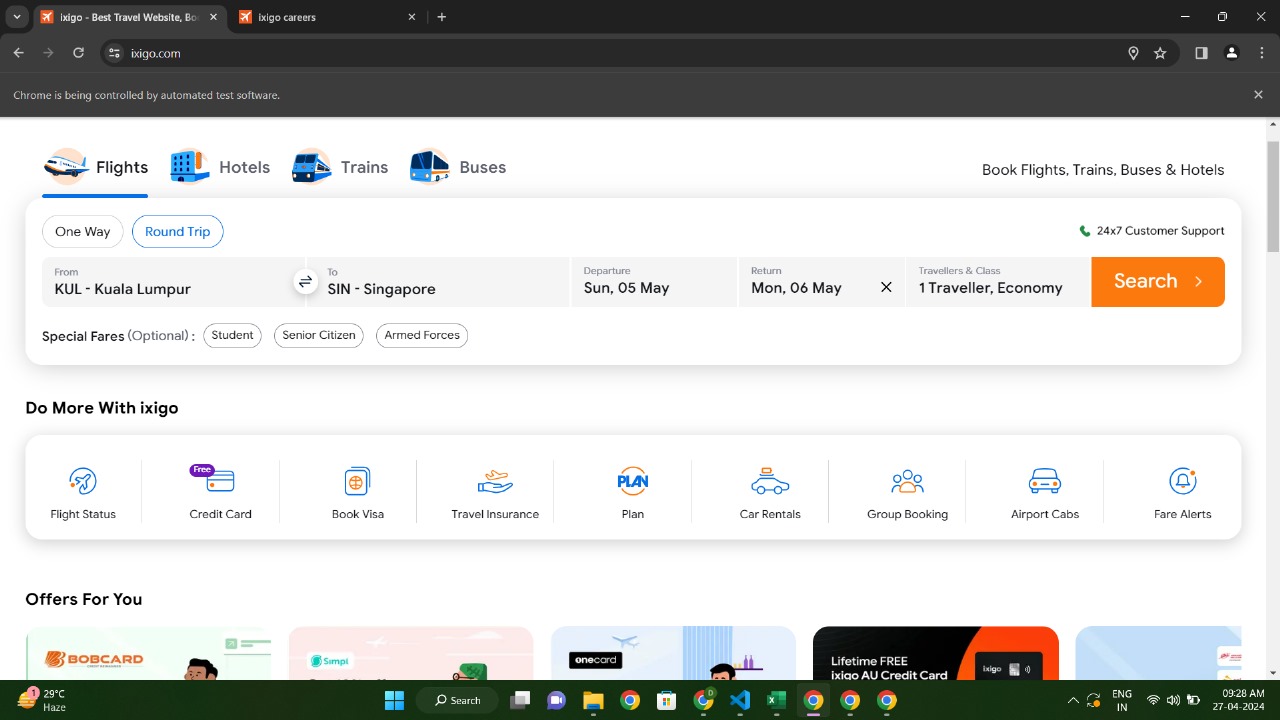 ixigo - Best Travel Website, Boo
ixigo careers
ixigo.com
Chrome is being controlled by automated test software.
Flights
Hotels
Trains
Buses
Book Flights, Trains, Buses & Hotels
One Way
Round Trip
24x7 Customer Support
From
KUL - Kuala Lumpur
To
SIN - Singapore
Departure
Sun, 05 May
Return
Mon, 06 May
Travellers & Class
1 Traveller, Economy
Search
Special Fares (Optional) :
Student
Senior Citizen
Armed Forces
Do More With ixigo
Flight Status
Free
Credit Card
Book Visa
Travel Insurance
PLAN
Plan
Car Rentals
Group Booking
Airport Cabs
Fare Alerts
Offers For You
BOBCARD
Simpl
onecard
Lifetime FREE
ixigo AU Credit Card
ixigo
1
29°C
Haze
Search
D
ENG
IN
09:28 AM
27-04-2024